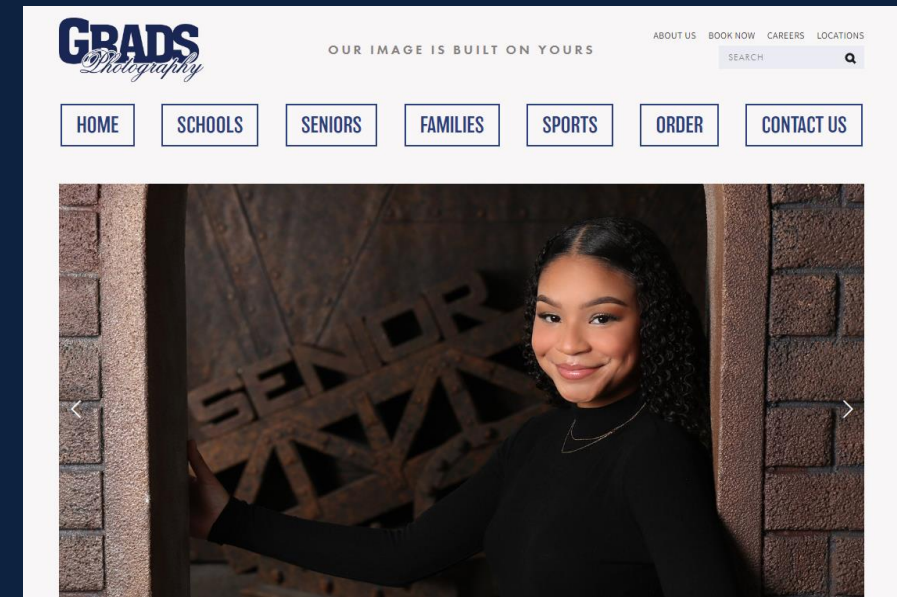 GRADS
Photography
OUR IMAGE IS BUILT ON YOURS
ABOUT US BOOK NOW CAREERS LOCATIONS
SEARCH
HOME SCHOOLS SENIORS FAMILIES SPORTS ORDER CONTACT US
SENIOR